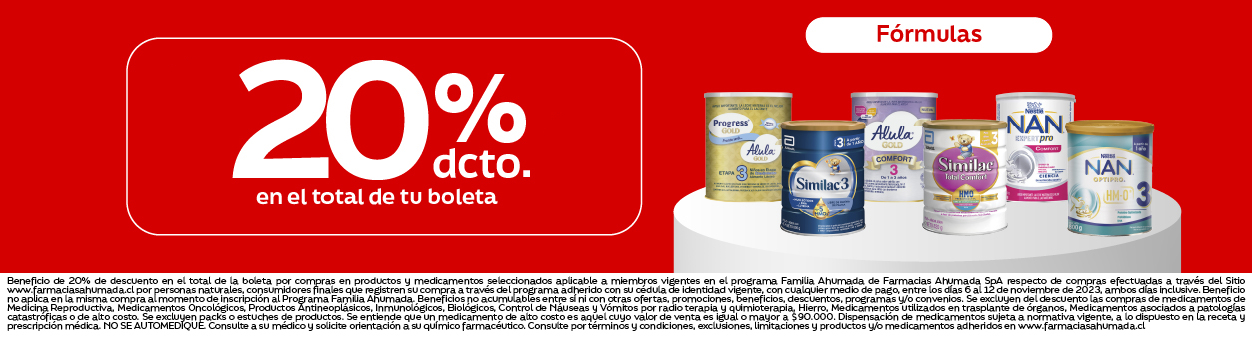 20%
dcto.
en el total de tu boleta
Fórmulas
Progress
GOLD
Alula
ETAPA 3
3
Similac 3
Alula
GOLD
COMFORT
3
De 1 a 3 años
3
Similac
Total Comfort
HMO
Nestlé
NAN
EXPERT pro
COMFORT
CIENCIA
Nestlé
NAN
OPTIPRO
HM-O
3
Beneficio de 20% de descuento en el total de la boleta por compras en productos y medicamentos seleccionados aplicable a miembros vigentes en el programa Familia Ahumada de Farmacias Ahumada SpA respecto de compras efectuadas a través del Sitio
www.farmaciasahumada.cl por personas naturales, consumidores finales que registren su compra a través del programa adherido con su cédula de identidad vigente, con cualquier medio de pago, entre los días 6 al 12 de noviembre de 2023, ambos días inclusive. Beneficio
no aplica en la misma compra al momento de inscripción al Programa Familia Ahumada. Beneficios no acumulables entre sí ni con otras ofertas, promociones, beneficios, descuentos, programas y/o convenios. Se excluyen del descuento las compras de medicamentos de
Medicina Reproductiva, Medicamentos Oncológicos, Productos Antineoplásicos, Inmunológicos, Biológicos, Control de Náuseas y Vómitos por radio terapia y quimioterapia, Hierro, Medicamentos utilizados en trasplante de órganos, Medicamentos asociados a patologías
catastróficas o de alto costo. Se excluyen packs o estuches de productos. Se entiende que un medicamento de alto costo es aquel cuyo valor de venta es igual o mayor a $90.000. Dispensación de medicamentos sujeta a normativa vigente, a lo dispuesto en la receta y
prescripción médica. NO SE AUTOMEDIQUE. Consulte a su médico y solicite orientación a su químico farmacéutico. Consulte por términos y condiciones, exclusiones, limitaciones y productos y/o medicamentos adheridos en www.farmaciasahumada.cl